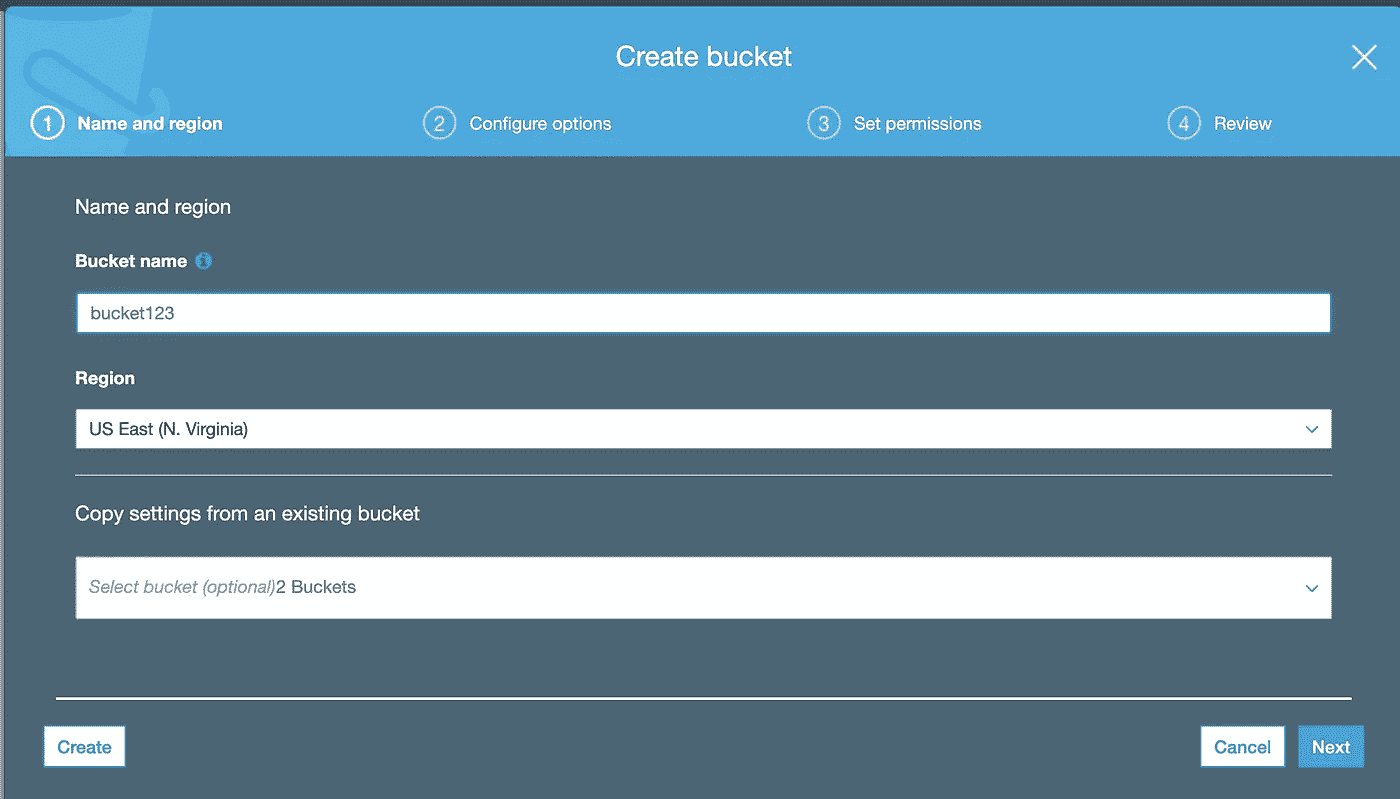 Create bucket
1 Name and region 2 Configure options 3 Set permissions 4 Review
Name and region
Bucket name
bucket123
Region
US East (N. Virginia)
Copy settings from an existing bucket
Select bucket (optional)2 Buckets
Create Cancel Next